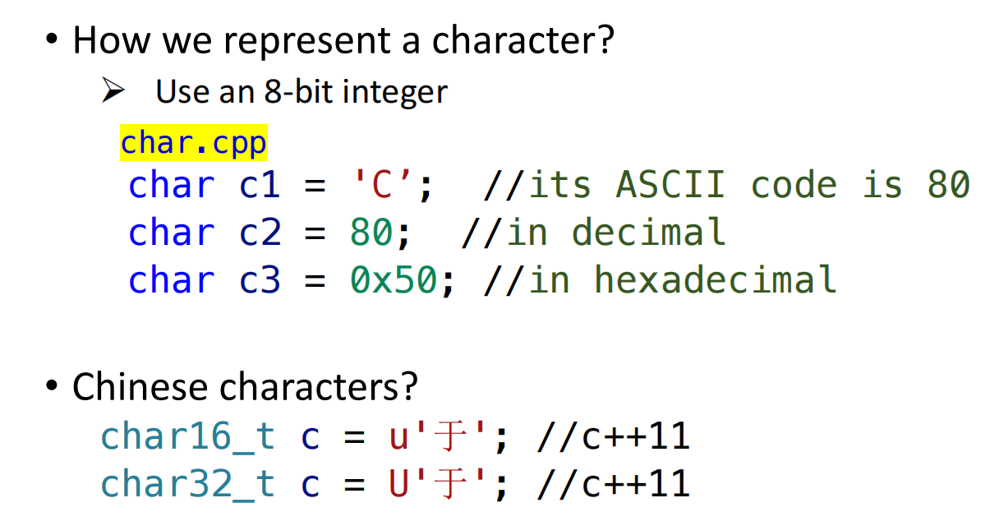 • How we represent a character?
➢ Use an 8-bit integer
char.cpp
char c1 = 'C’; //its ASCII code is 80
char c2 = 80; //in decimal
char c3 = 0x50; //in hexadecimal
• Chinese characters?
char16_t c = u'于'; //c++11
char32_t c = U'于'; //c++11